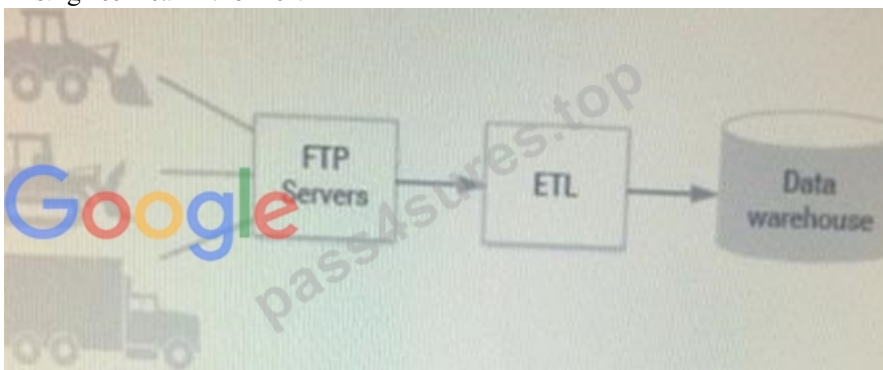 FTP
Servers
ETL
Data
warehouse
Google
pass4sures.top